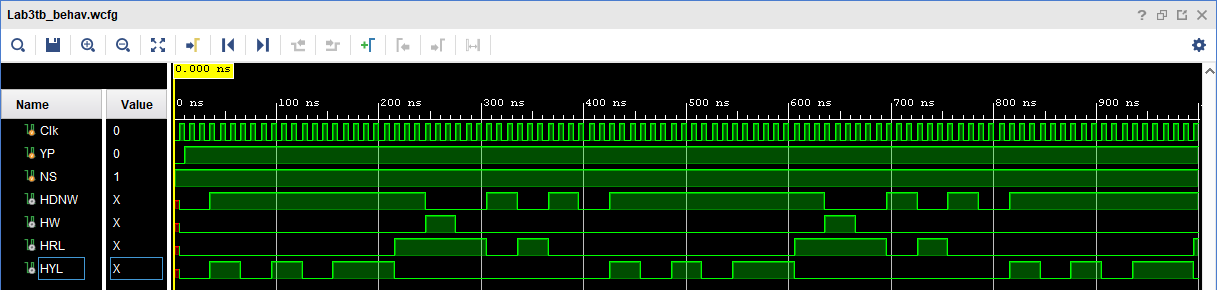 Lab3tb_behav.wcfg
0.000 ns
Name Value
0 ns 100 ns 200 ns 300 ns 400 ns 500 ns 600 ns 700 ns 800 ns 900 ns
Clk 0
YP 0
NS 1
HDNW X
HW X
HRL X
HYL X